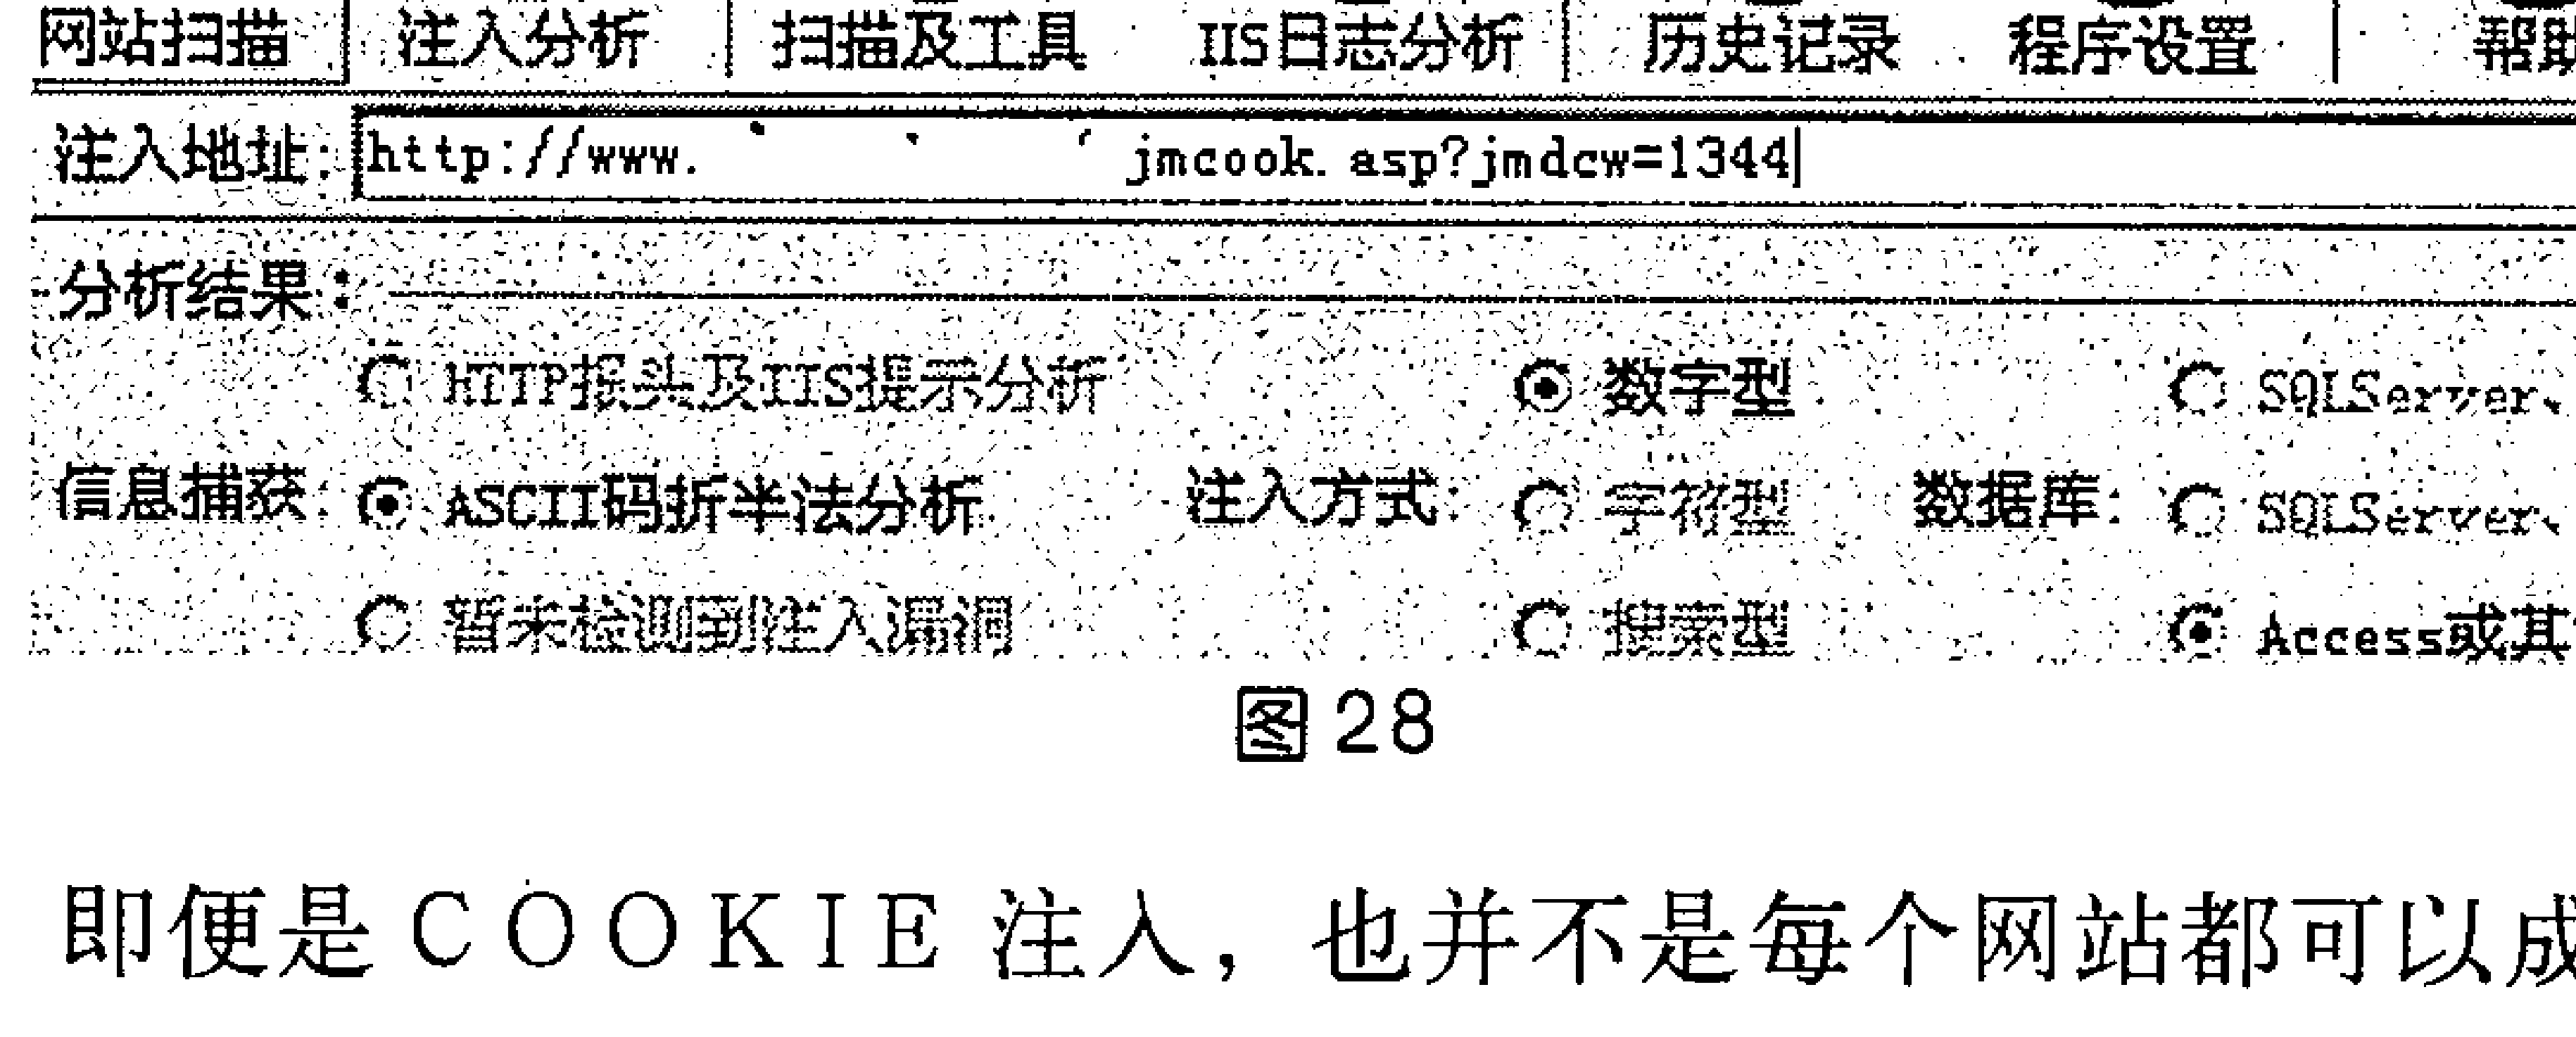 网站扫描 注入分析 扫描及工具 IIS日志分析 历史记录 程序设置 帮助
注入地址: http://www. jmcook.asp?jmdcw=1344
分析结果:
HTTP报头及IIS提示分析 数字型 SQLServer、
信息捕获: ASCII码折半法分析 注入方式: 字符型 数据库: SQLServer、
暂未检测到注入漏洞 搜索型 Access或其
图28
即便是COOKIE注入，也并不是每个网站都可以成